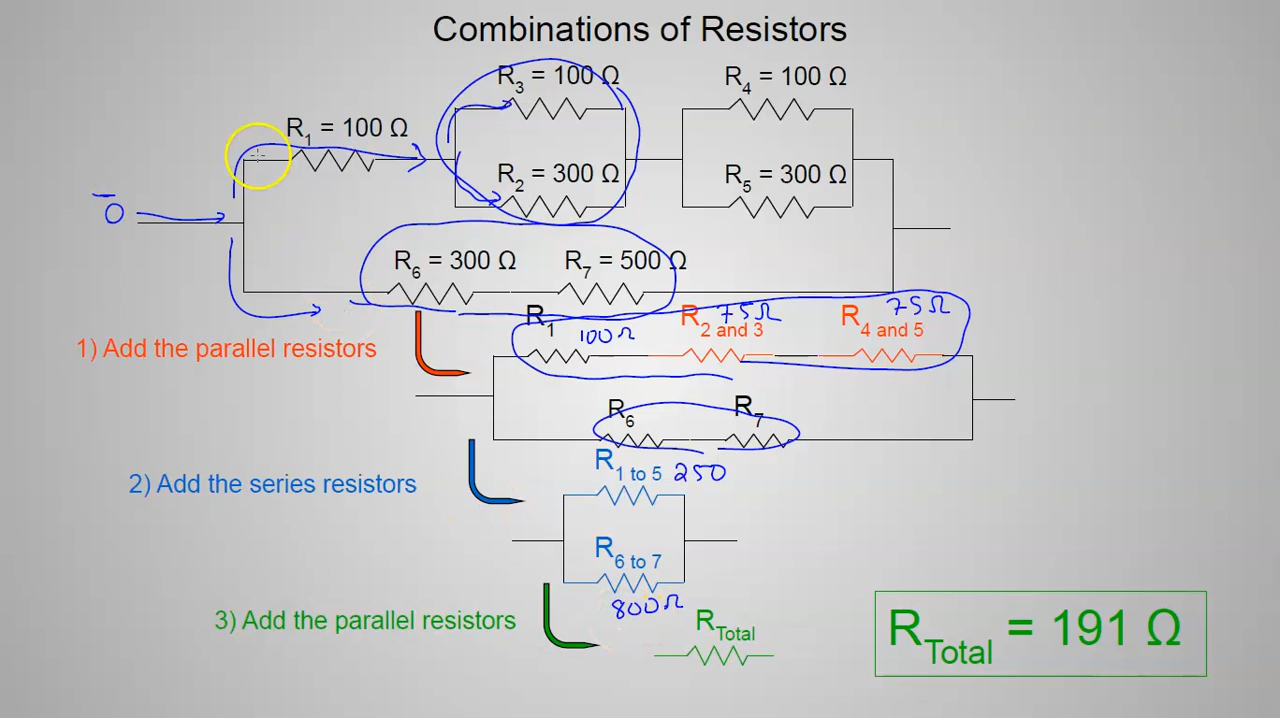 Combinations of Resistors
R3 = 100 Ω
R4 = 100 Ω
R1 = 100 Ω
R2 = 300 Ω
R5 = 300 Ω
0
R6 = 300 Ω
R7 = 500 Ω
R1
100Ω
R2 and 3
75Ω
R4 and 5
75Ω
1) Add the parallel resistors
R6
R7
2) Add the series resistors
R1 to 5
250
R6 to 7
800Ω
3) Add the parallel resistors
RTotal
RTotal = 191 Ω